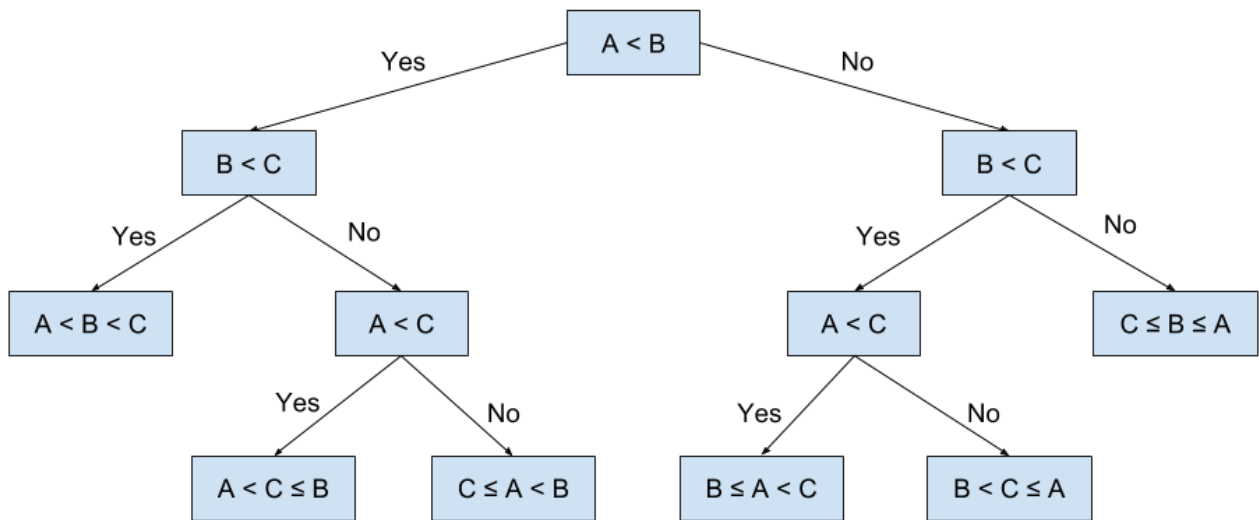 A < B
Yes
No
B < C
B < C
Yes
No
Yes
No
A < B < C
A < C
A < C
C ≤ B ≤ A
Yes
No
Yes
No
A < C ≤ B
C ≤ A < B
B ≤ A < C
B < C ≤ A